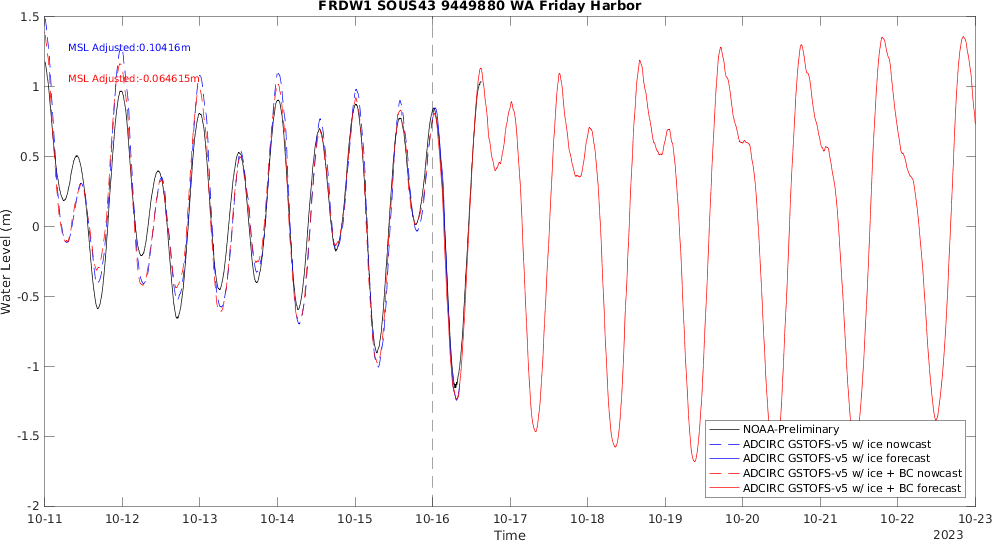 FRDW1 SOUS43 9449880 WA Friday Harbor
MSL Adjusted:0.10416m
MSL Adjusted:-0.064615m
Water Level (m)
1.5
1
0.5
0
-0.5
-1
-1.5
-2
NOAA-Preliminary
ADCIRC GSTOFS-v5 w/ ice nowcast
ADCIRC GSTOFS-v5 w/ ice forecast
ADCIRC GSTOFS-v5 w/ ice + BC nowcast
ADCIRC GSTOFS-v5 w/ ice + BC forecast
10-11 10-12 10-13 10-14 10-15 10-16 10-17 10-18 10-19 10-20 10-21 10-22 10-23
Time
2023